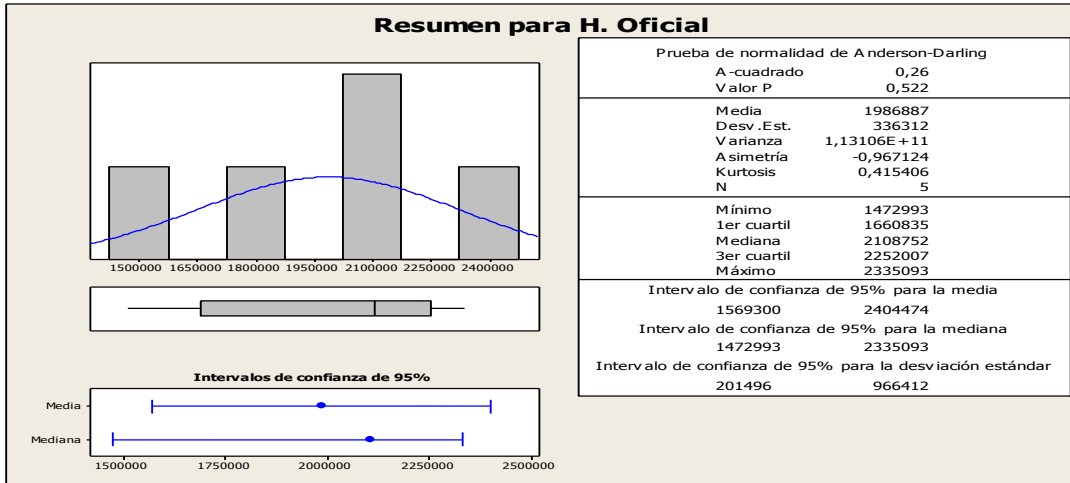 Resumen para H. Oficial
1500000 1650000 1800000 1950000 2100000 2250000 2400000
Intervalos de confianza de 95%
Media
Mediana
1500000 1750000 2000000 2250000 2500000
Prueba de normalidad de Anderson-Darling
A-cuadrado 0,26
Valor P 0,522
Media 1986887
Desv.Est. 336312
Varianza 1,13106E+11
Asimetría -0,967124
Kurtosis 0,415406
N 5
Mínimo 1472993
1er cuartil 1660835
Mediana 2108752
3er cuartil 2252007
Máximo 2335093
Intervalo de confianza de 95% para la media
1569300 2404474
Intervalo de confianza de 95% para la mediana
1472993 2335093
Intervalo de confianza de 95% para la desviación estándar
201496 966412